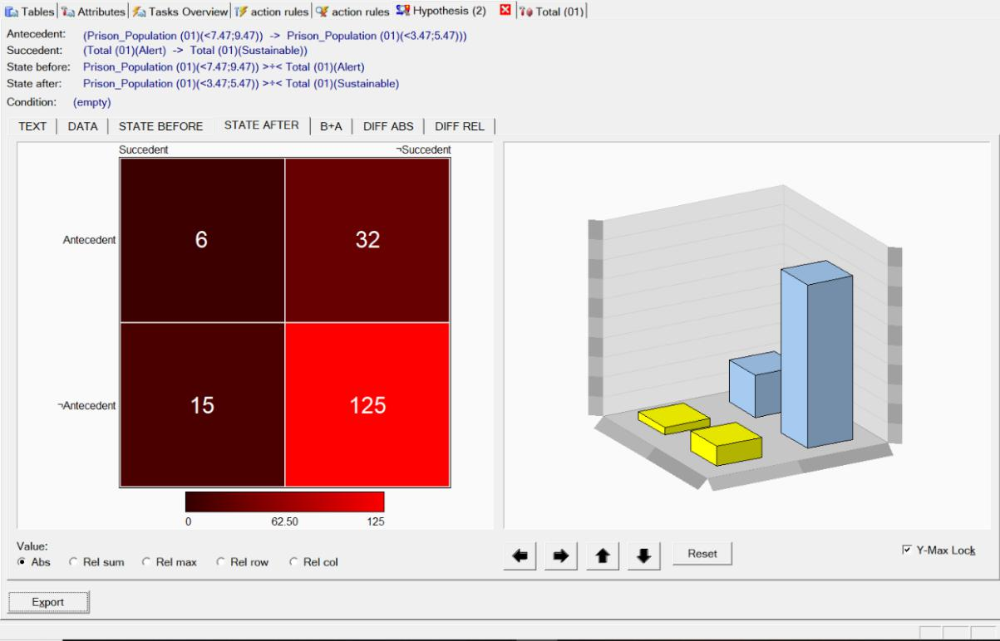 Tables Attributes Tasks Overview action rules action rules Hypothesis (2) Total (01)
Antecedent: (Prison_Population (01)(<7.47;9.47)) -> Prison_Population (01)(<3.47;5.47)))
Succedent: (Total (01)(Alert) -> Total (01)(Sustainable))
State before: Prison_Population (01)(<7.47;9.47)) >÷< Total (01)(Alert)
State after: Prison_Population (01)(<3.47;5.47)) >÷< Total (01)(Sustainable)
Condition: (empty)
TEXT DATA STATE BEFORE STATE AFTER B+A DIFF ABS DIFF REL
Succedent ¬Succedent
Antecedent 6 32
¬Antecedent 15 125
0 62.50 125
Value:
Abs Rel sum Rel max Rel row Rel col
Reset
Y-Max Lock
Export